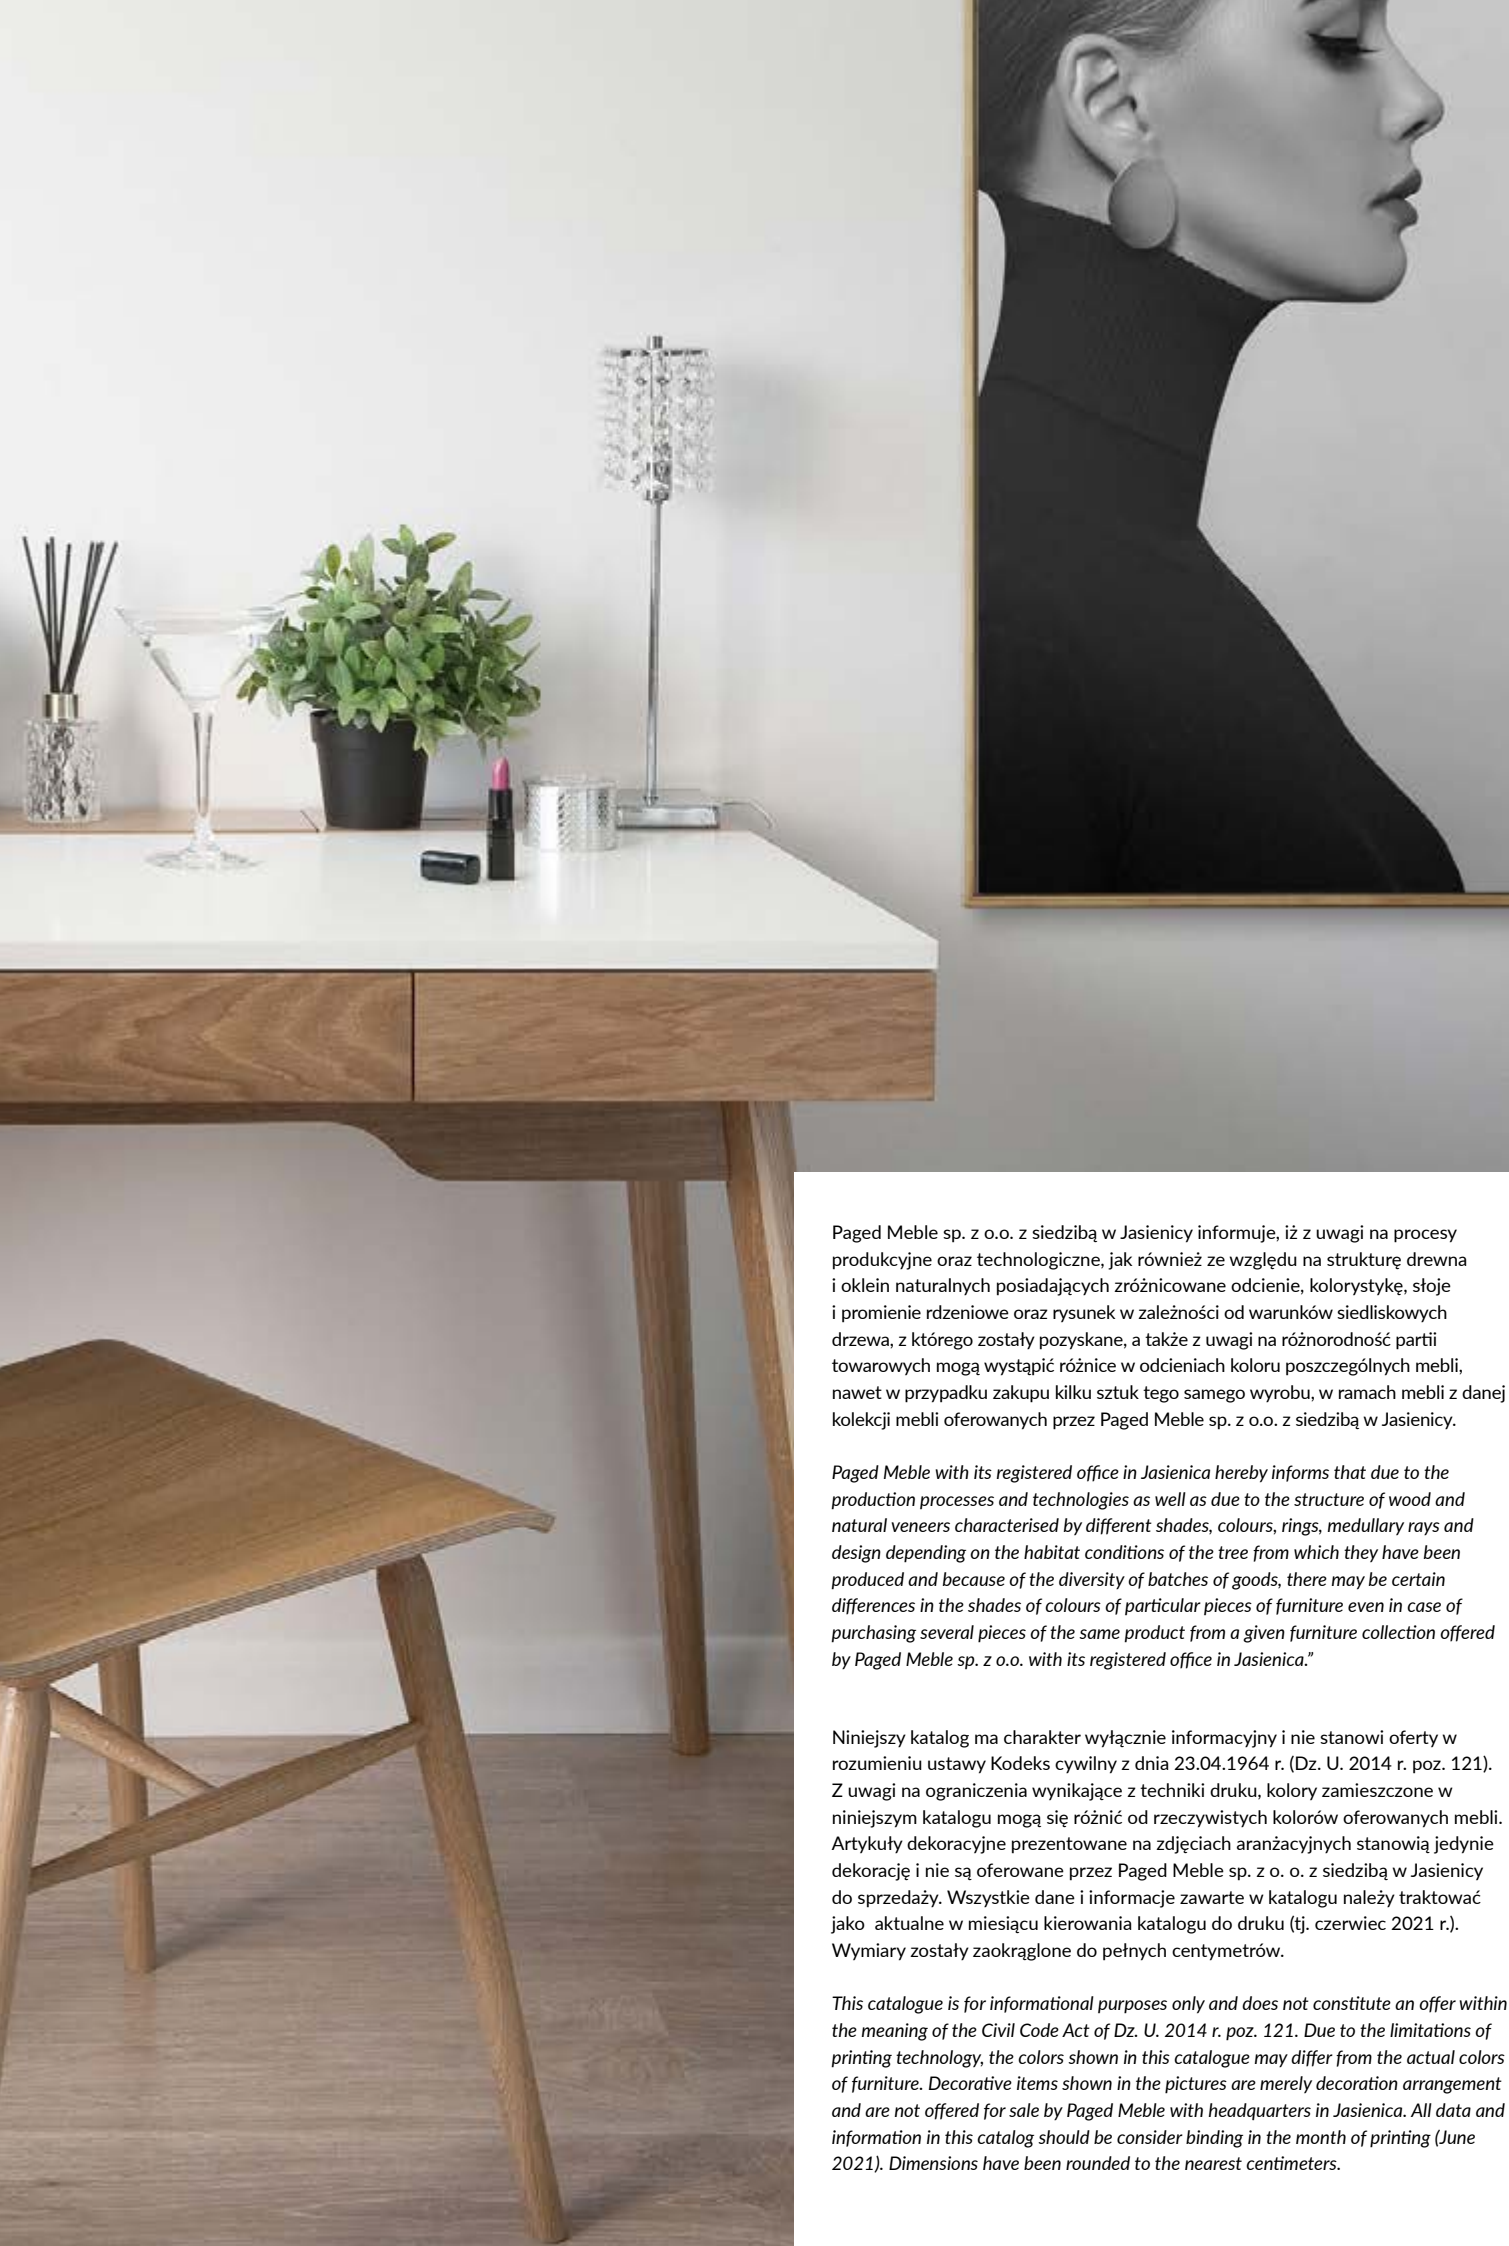 Paged Meble sp. z o.o. z siedzibą w Jasienicy informuje, iż z uwagi na procesy
produkcyjne oraz technologiczne, jak również ze względu na strukturę drewna
i oklein naturalnych posiadających zróżnicowane odcienie, kolorystykę, słoje
i promienie rdzeniowe oraz rysunek w zależności od warunków siedliskowych
drzewa, z którego zostały pozyskane, a także z uwagi na różnorodność partii
towarowych mogą wystąpić różnice w odcieniach koloru poszczególnych mebli,
nawet w przypadku zakupu kilku sztuk tego samego wyrobu, w ramach mebli z danej
kolekcji mebli oferowanych przez Paged Meble sp. z o.o. z siedzibą w Jasienicy.
Paged Meble with its registered office in Jasienica hereby informs that due to the
production processes and technologies as well as due to the structure of wood and
natural veneers characterised by different shades, colours, rings, medullary rays and
design depending on the habitat conditions of the tree from which they have been
produced and because of the diversity of batches of goods, there may be certain
differences in the shades of colours of particular pieces of furniture even in case of
purchasing several pieces of the same product from a given furniture collection offered
by Paged Meble sp. z o.o. with its registered office in Jasienica.”
Niniejszy katalog ma charakter wyłącznie informacyjny i nie stanowi oferty w
rozumieniu ustawy Kodeks cywilny z dnia 23.04.1964 r. (Dz. U. 2014 r. poz. 121).
Z uwagi na ograniczenia wynikające z techniki druku, kolory zamieszczone w
niniejszym katalogu mogą się różnić od rzeczywistych kolorów oferowanych mebli.
Artykuły dekoracyjne prezentowane na zdjęciach aranżacyjnych stanowią jedynie
dekorację i nie są oferowane przez Paged Meble sp. z o. o. z siedzibą w Jasienicy
do sprzedaży. Wszystkie dane i informacje zawarte w katalogu należy traktować
jako  aktualne w miesiącu kierowania katalogu do druku (tj. czerwiec 2021 r.).
Wymiary zostały zaokrąglone do pełnych centymetrów.
This catalogue is for informational purposes only and does not constitute an offer within
the meaning of the Civil Code Act of Dz. U. 2014 r. poz. 121. Due to the limitations of
printing technology, the colors shown in this catalogue may differ from the actual colors
of furniture. Decorative items shown in the pictures are merely decoration arrangement
and are not offered for sale by Paged Meble with headquarters in Jasienica. All data and
information in this catalog should be consider binding in the month of printing (June
2021). Dimensions have been rounded to the nearest centimeters.